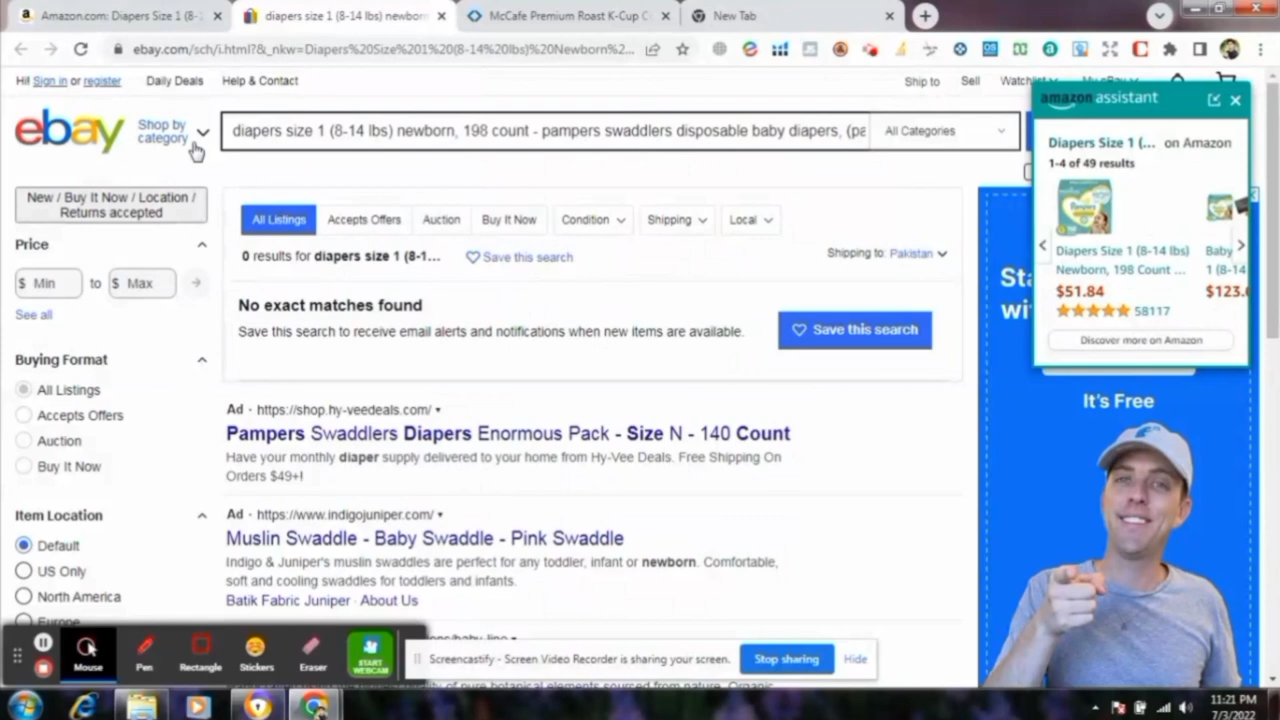 Amazon.com: Diapers Size 1 (8-1
diapers size 1 (8-14 lbs) newborn
McCafe Premium Roast K-Cup C
New Tab
ebay.com/sch/i.html?&_nkw=Diapers%20Size%201%20(8-14%20lbs)%20Newborn%2...
Hi! Sign in or register
Daily Deals
Help & Contact
Ship to
Sell
Watchlist
ebay
Shop by
category
diapers size 1 (8-14 lbs) newborn, 198 count - pampers swaddlers disposable baby diapers, (pa
All Categories
amazon assistant
Diapers Size 1 (... on Amazon
1-4 of 49 results
Diapers Size 1 (8-14 lbs)
Newborn, 198 Count ...
$51.84
58117
Baby
1 (8-14
$123.
Discover more on Amazon
New / Buy It Now / Location /
Returns accepted
All Listings
Accepts Offers
Auction
Buy It Now
Condition
Shipping
Local
Price
$ Min
to
$ Max
See all
0 results for diapers size 1 (8-1...
Save this search
Shipping to: Pakistan
No exact matches found
Save this search to receive email alerts and notifications when new items are available.
Save this search
Buying Format
All Listings
Accepts Offers
Auction
Buy It Now
Item Location
Default
US Only
North America
Europe
Ad · https://shop.hy-veedeals.com/
Pampers Swaddlers Diapers Enormous Pack - Size N - 140 Count
Have your monthly diaper supply delivered to your home from Hy-Vee Deals. Free Shipping On
Orders $49+!
Ad · https://www.indigojuniper.com/
Muslin Swaddle - Baby Swaddle - Pink Swaddle
Indigo & Juniper's muslin swaddles are perfect for any toddler, infant or newborn. Comfortable,
soft and cooling swaddles for toddlers and infants.
Batik Fabric Juniper · About Us
It's Free
Mouse
Pen
Rectangle
Stickers
Eraser
START
WEBCAM
Screencastify - Screen Video Recorder is sharing your screen.
Stop sharing
Hide
11:21 PM
7/3/2022